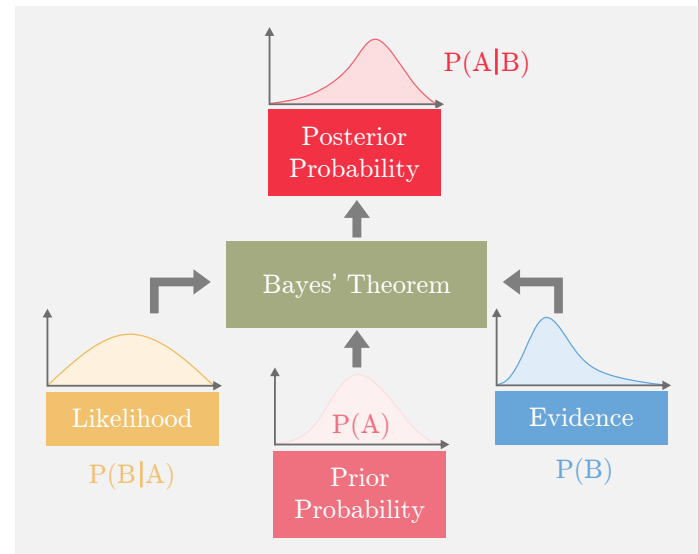 P(A|B)
Posterior
Probability
Bayes' Theorem
Likelihood
P(B|A)
P(A)
Prior
Probability
Evidence
P(B)